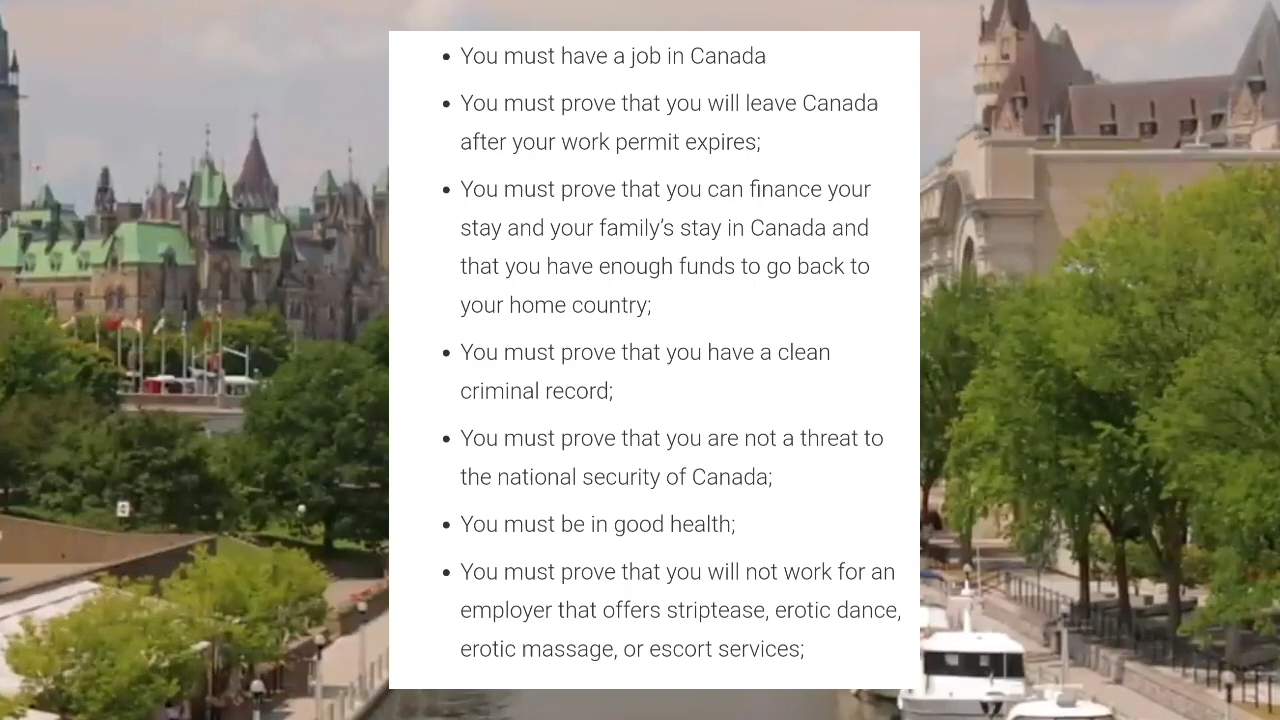 • You must have a job in Canada
• You must prove that you will leave Canada
after your work permit expires;
• You must prove that you can finance your
stay and your family’s stay in Canada and
that you have enough funds to go back to
your home country;
• You must prove that you have a clean
criminal record;
• You must prove that you are not a threat to
the national security of Canada;
• You must be in good health;
• You must prove that you will not work for an
employer that offers striptease, erotic dance,
erotic massage, or escort services;